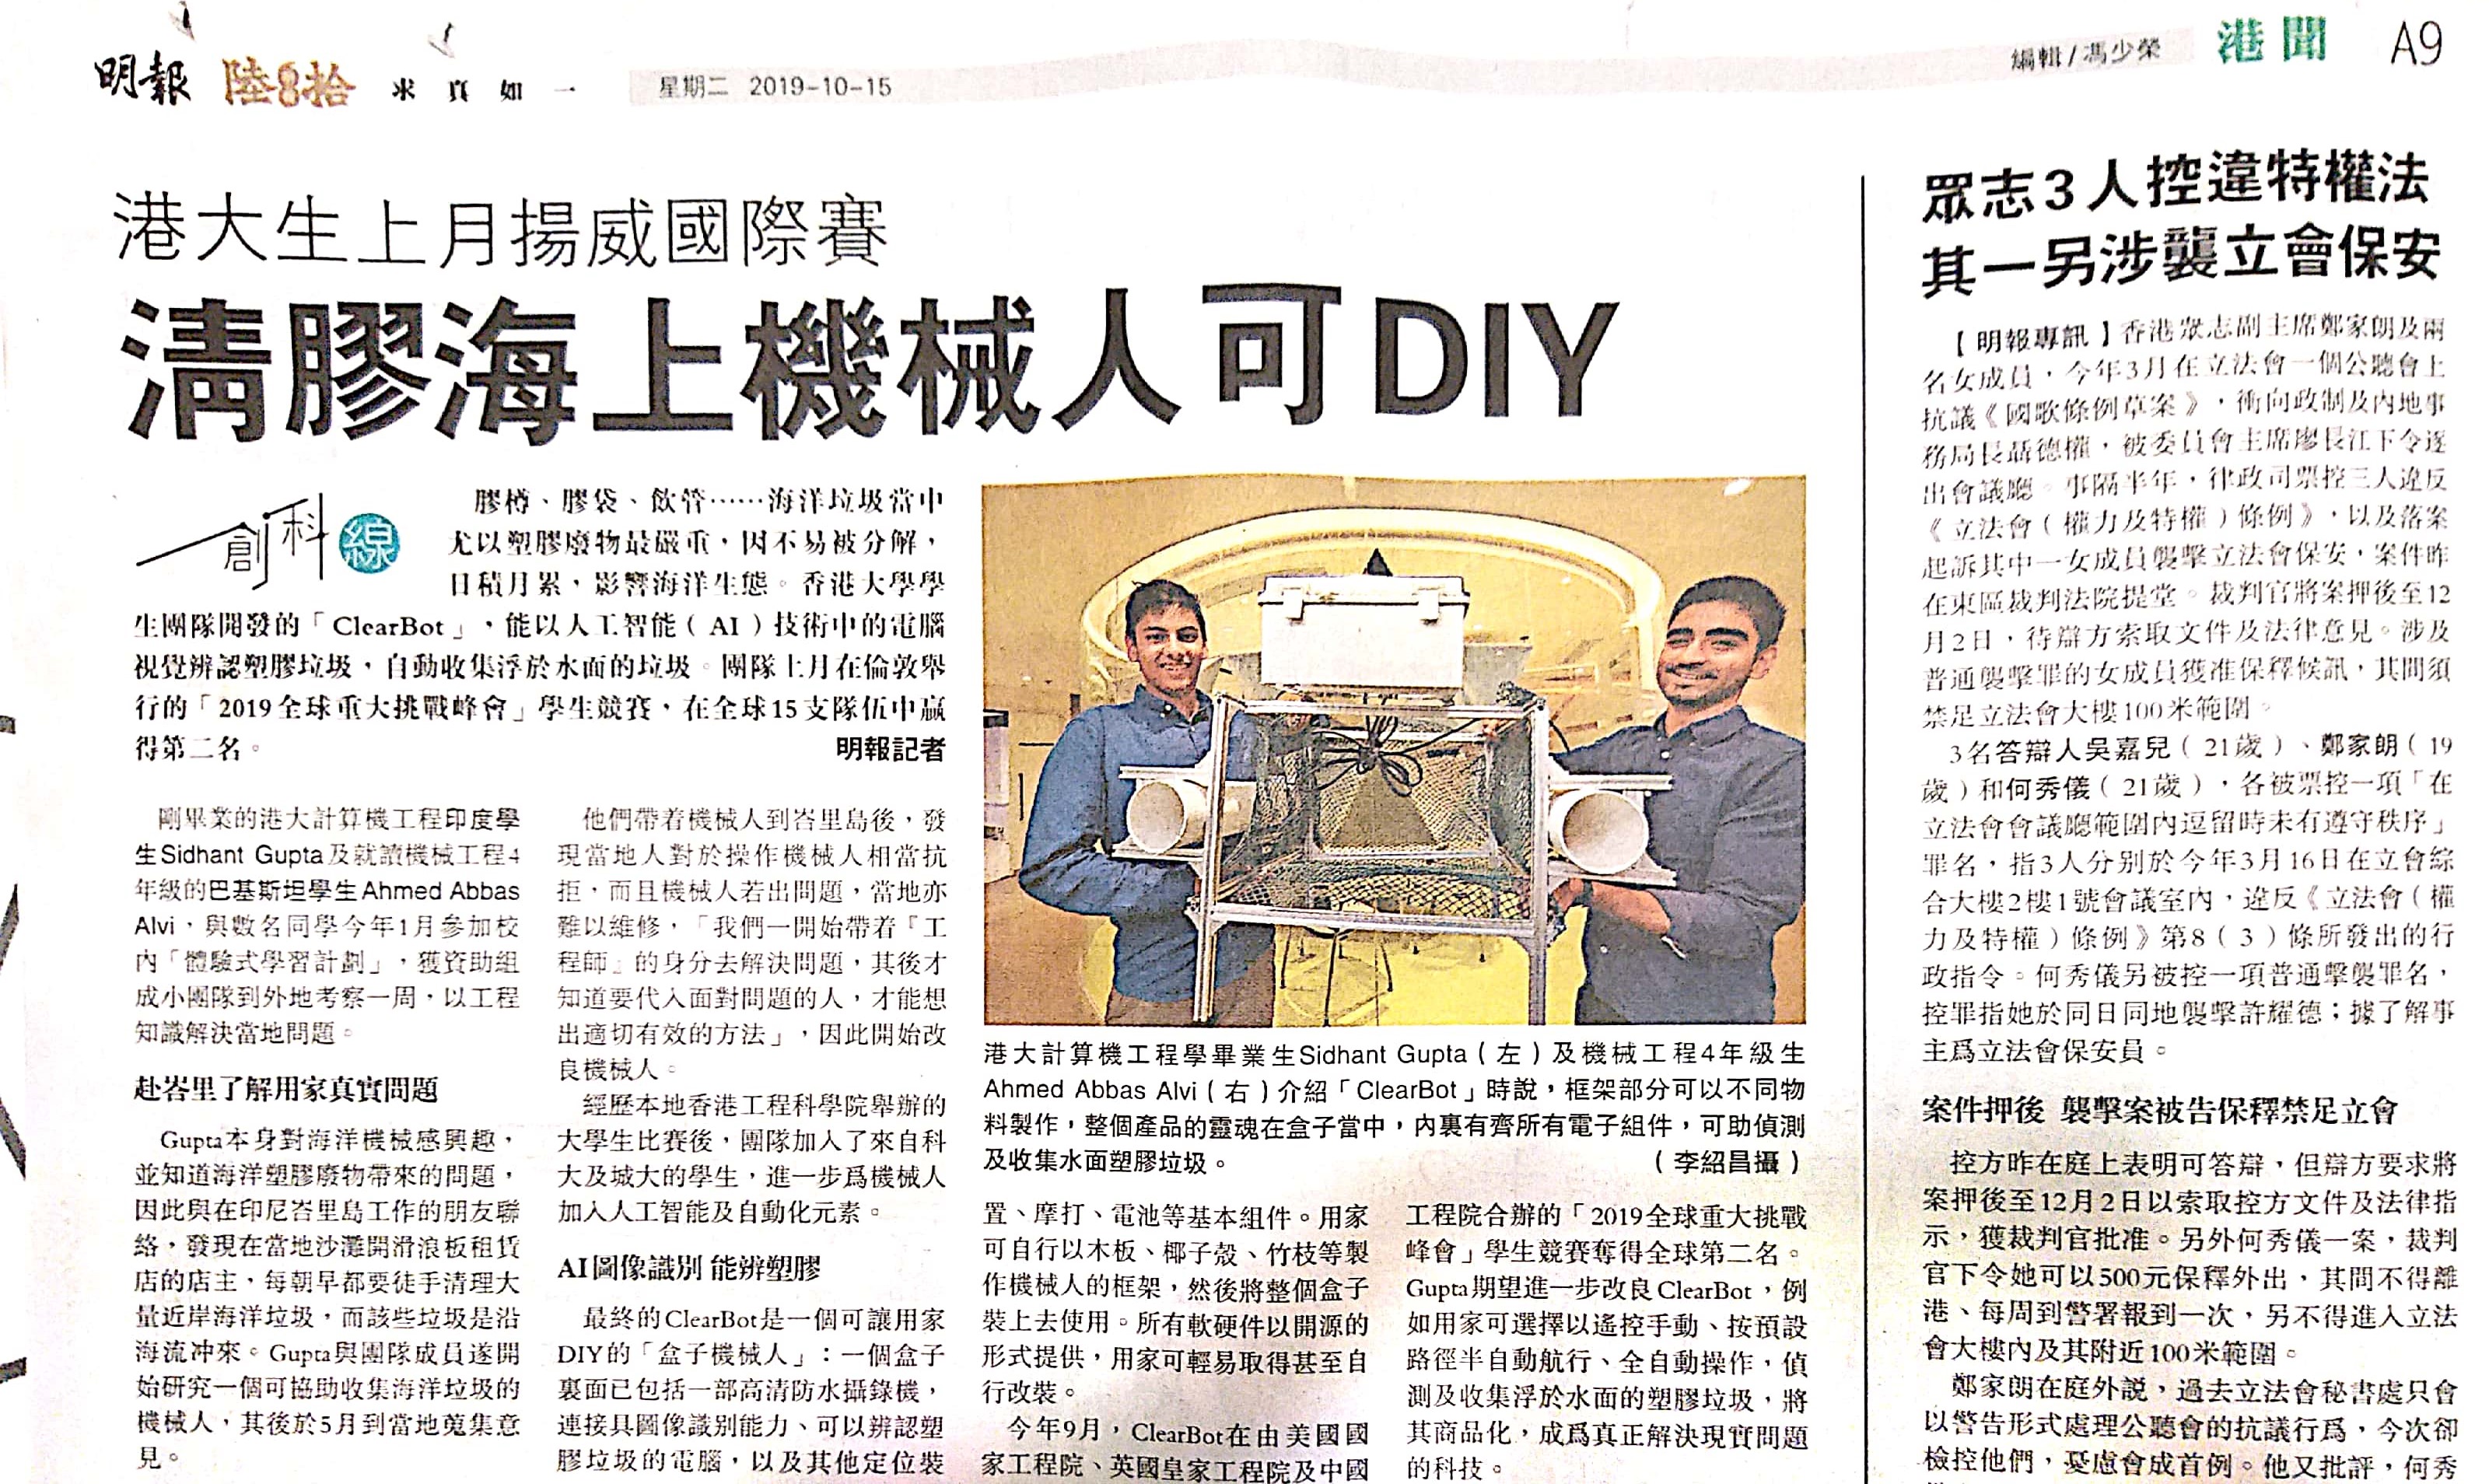 明報 陸8拾 求真如一 星期二 2019-10-15
編輯/馮少榮 港聞 A9
港大生上月揚威國際賽
清膠海上機械人可DIY
創科線
膠樽、膠袋、飲管……海洋垃圾當中
尤以塑膠廢物最嚴重，因不易被分解，
日積月累，影響海洋生態。香港大學學
生團隊開發的「ClearBot」，能以人工智能（AI）技術中的電腦
視覺辨認塑膠垃圾，自動收集浮於水面的垃圾。團隊上月在倫敦舉
行的「2019全球重大挑戰峰會」學生競賽，在全球15支隊伍中贏
得第二名。 明報記者
剛畢業的港大計算機工程印度學
生Sidhant Gupta及就讀機械工程4
年級的巴基斯坦學生Ahmed Abbas
Alvi，與數名同學今年1月參加校
內「體驗式學習計劃」，獲資助組
成小團隊到外地考察一周，以工程
知識解決當地問題。
赴峇里了解用家真實問題
Gupta本身對海洋機械感興趣，
並知道海洋塑膠廢物帶來的問題，
因此與在印尼峇里島工作的朋友聯
絡，發現在當地沙灘開滑浪板租賃
店的店主，每朝早都要徒手清理大
量近岸海洋垃圾，而該些垃圾是沿
海流冲來。Gupta與團隊成員遂開
始研究一個可協助收集海洋垃圾的
機械人，其後於5月到當地蒐集意
見。
他們帶着機械人到峇里島後，發
現當地人對於操作機械人相當抗
拒，而且機械人若出問題，當地亦
難以維修，「我們一開始帶着『工
程師』的身分去解決問題，其後才
知道要代入面對問題的人，才能想
出適切有效的方法」，因此開始改
良機械人。
經歷本地香港工程科學院舉辦的
大學生比賽後，團隊加入了來自科
大及城大的學生，進一步爲機械人
加入人工智能及自動化元素。
AI圖像識別 能辨塑膠
最終的ClearBot是一個可讓用家
DIY的「盒子機械人」：一個盒子
裏面已包括一部高清防水攝錄機，
連接具圖像識別能力、可以辨認塑
膠垃圾的電腦，以及其他定位裝
港大計算機工程學畢業生Sidhant Gupta（左）及機械工程4年級生
Ahmed Abbas Alvi（右）介紹「ClearBot」時說，框架部分可以不同物
料製作，整個產品的靈魂在盒子當中，內裏有齊所有電子組件，可助偵測
及收集水面塑膠垃圾。 （李紹昌攝）
置、摩打、電池等基本組件。用家
可自行以木板、椰子殼、竹枝等製
作機械人的框架，然後將整個盒子
裝上去使用。所有軟硬件以開源的
形式提供，用家可輕易取得甚至自
行改裝。
今年9月，ClearBot在由美國國
家工程院、英國皇家工程院及中國
工程院合辦的「2019全球重大挑戰
峰會」學生競賽奪得全球第二名。
Gupta期望進一步改良ClearBot，例
如用家可選擇以遙控手動、按預設
路徑半自動航行、全自動操作，偵
測及收集浮於水面的塑膠垃圾，將
其商品化，成爲真正解決現實問題
的科技。
眾志3人控違特權法
其一另涉襲立會保安
【明報專訊】香港眾志副主席鄭家朗及兩
名女成員，今年3月在立法會一個公聽會上
抗議《國歌條例草案》，衝向政制及內地事
務局長聶德權，被委員會主席廖長江下令逐
出會議廳。事隔半年，律政司票控三人違反
《立法會（權力及特權）條例》，以及落案
起訴其中一女成員襲擊立法會保安，案件昨
在東區裁判法院提堂。裁判官將案押後至12
月2日，待辯方索取文件及法律意見。涉及
普通襲擊罪的女成員獲准保釋候訊，其間須
禁足立法會大樓100米範圍。
3名答辯人吳嘉兒（21歲）、鄭家朗（19
歲）和何秀儀（21歲），各被票控一項「在
立法會會議廳範圍內逗留時未有遵守秩序」
罪名，指3人分別於今年3月16日在立會綜
合大樓2樓1號會議室內，違反《立法會（權
力及特權）條例》第8（3）條所發出的行
政指令。何秀儀另被控一項普通擊襲罪名，
控罪指她於同日同地襲擊許耀德；據了解事
主爲立法會保安員。
案件押後 襲擊案被告保釋禁足立會
控方昨在庭上表明可答辯，但辯方要求將
案押後至12月2日以索取控方文件及法律指
示，獲裁判官批准。另外何秀儀一案，裁判
官下令她可以500元保釋外出，其間不得離
港、每周到警署報到一次，另不得進入立法
會大樓內及其附近100米範圍。
鄭家朗在庭外說，過去立法會秘書處只會
以警告形式處理公聽會的抗議行爲，今次卻
檢控他們，憂慮會成首例。他又批評，何秀